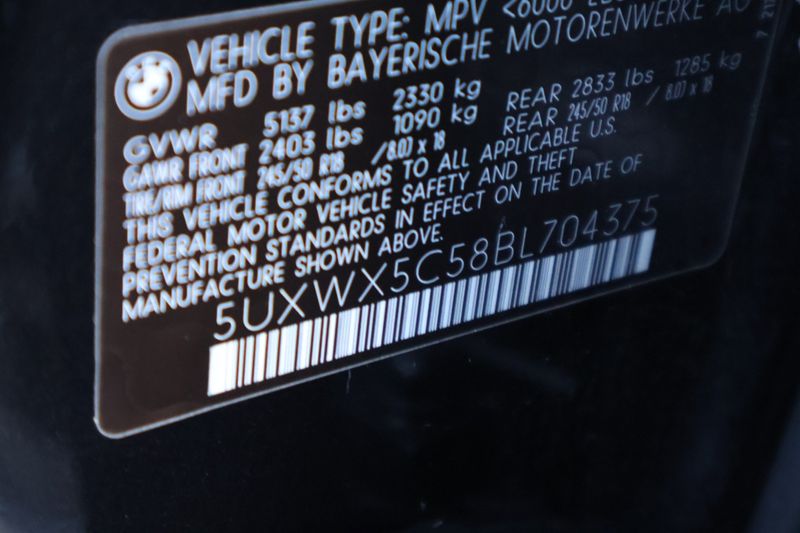 VEHICLE TYPE: MPV
MFD BY BAYERISCHE MOTORENWERKE AG
GVWR 5137 lbs 2330 kg
GAWR FRONT 2403 lbs 1090 kg REAR 2833 lbs 1285 kg
TIRE/RIM FRONT 245/50 R18 /8.0J x 18 REAR 245/50 R18 / 8.0J x 18
THIS VEHICLE CONFORMS TO ALL APPLICABLE U.S.
FEDERAL MOTOR VEHICLE SAFETY AND THEFT
PREVENTION STANDARDS IN EFFECT ON THE DATE OF
MANUFACTURE SHOWN ABOVE.
5UXWX5C58BL704375